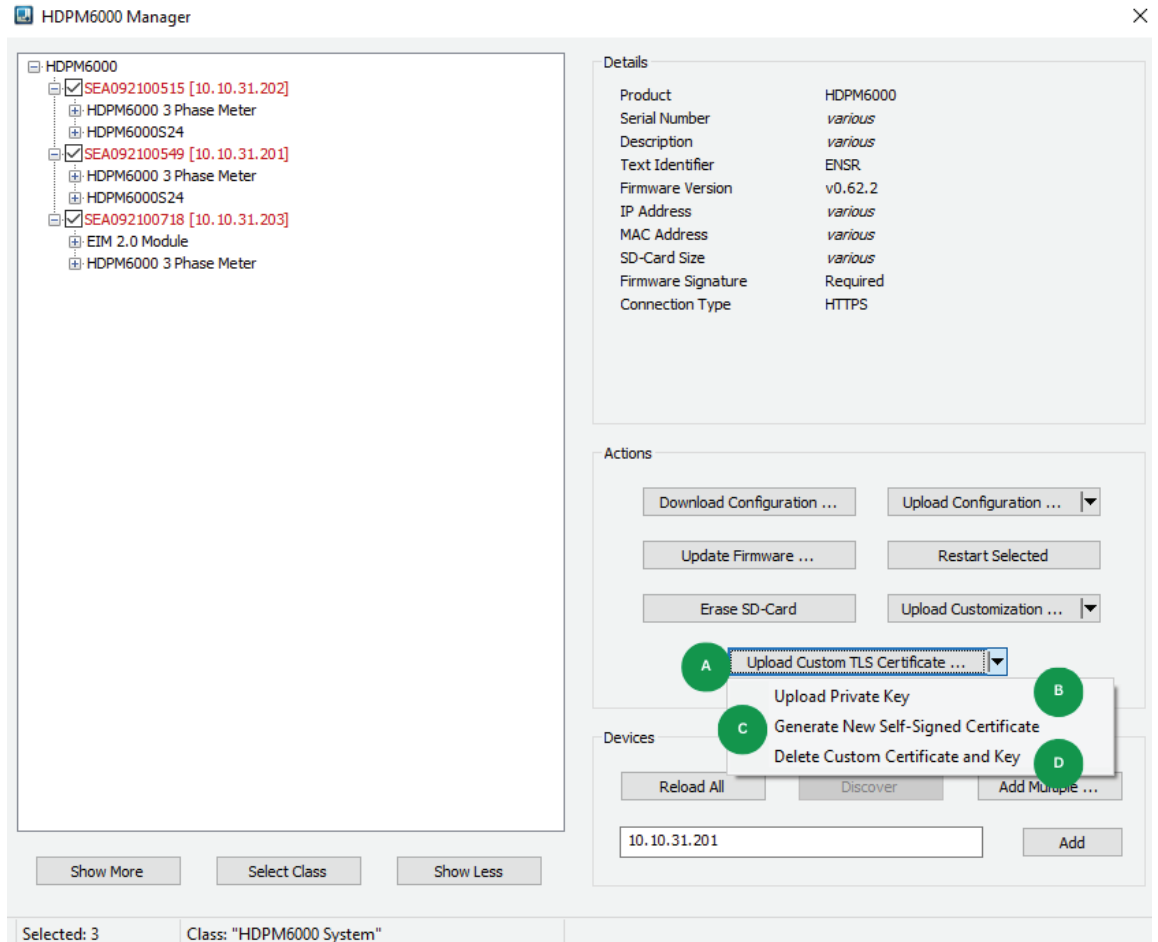 HDPM6000 Manager
HDPM6000
SEA092100515 [10.10.31.202]
HDPM6000 3 Phase Meter
HDPM6000S24
SEA092100549 [10.10.31.201]
HDPM6000 3 Phase Meter
HDPM6000S24
SEA092100718 [10.10.31.203]
EIM 2.0 Module
HDPM6000 3 Phase Meter
Show More
Select Class
Show Less
Details
Product HDPM6000
Serial Number various
Description various
Text Identifier ENSR
Firmware Version v0.62.2
IP Address various
MAC Address various
SD-Card Size various
Firmware Signature Required
Connection Type HTTPS
Actions
Download Configuration ...
Upload Configuration ...
Update Firmware ...
Restart Selected
Erase SD-Card
Upload Customization ...
A
Upload Custom TLS Certificate ...
Upload Private Key
B
C
Generate New Self-Signed Certificate
Delete Custom Certificate and Key
D
Devices
Reload All
Discover
Add Multiple ...
10.10.31.201
Add
Selected: 3
Class: "HDPM6000 System"